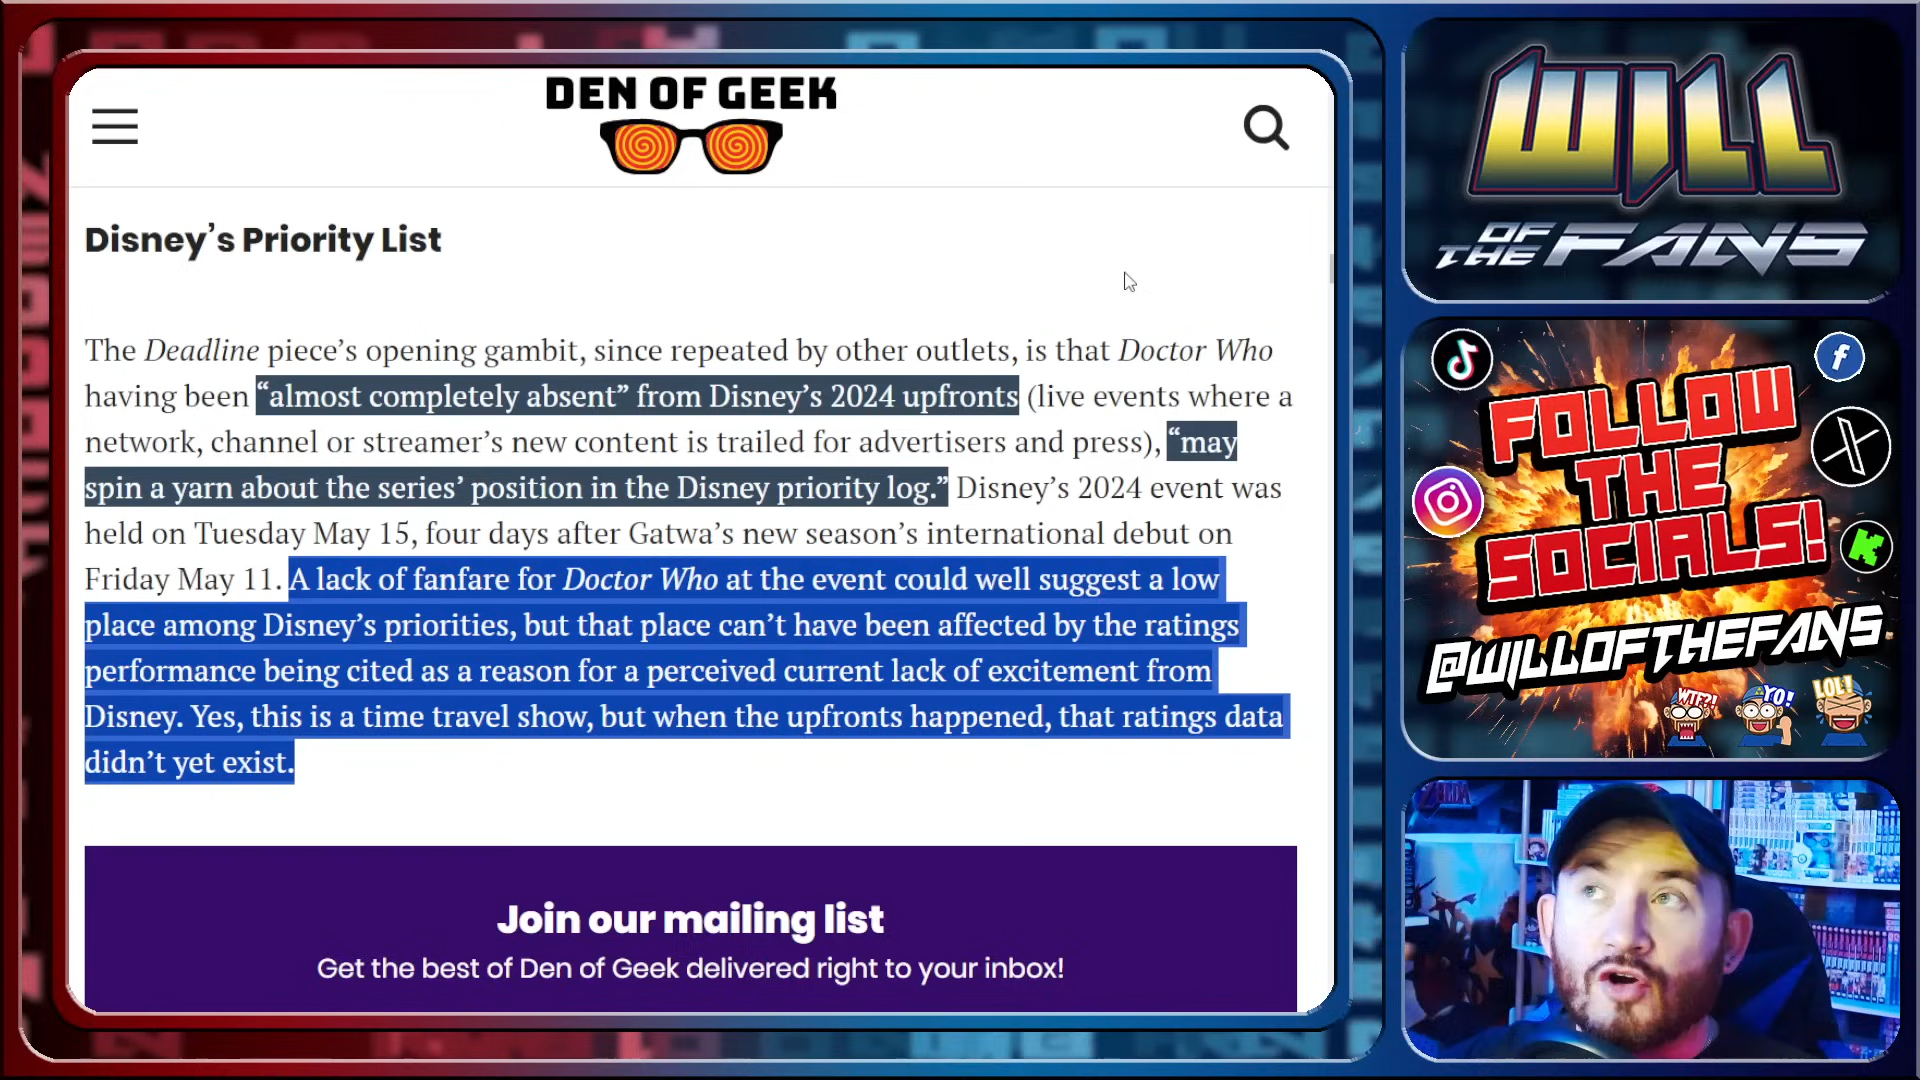 DEN OF GEEK
Disney’s Priority List
The Deadline piece’s opening gambit, since repeated by other outlets, is that Doctor Who
having been “almost completely absent” from Disney’s 2024 upfronts (live events where a
network, channel or streamer’s new content is trailed for advertisers and press), “may
spin a yarn about the series’ position in the Disney priority log.” Disney’s 2024 event was
held on Tuesday May 15, four days after Gatwa’s new season’s international debut on
Friday May 11. A lack of fanfare for Doctor Who at the event could well suggest a low
place among Disney’s priorities, but that place can’t have been affected by the ratings
performance being cited as a reason for a perceived current lack of excitement from
Disney. Yes, this is a time travel show, but when the upfronts happened, that ratings data
didn’t yet exist.
Join our mailing list
Get the best of Den of Geek delivered right to your inbox!
WILL
OF
THE FANS
FOLLOW
THE
SOCIALS!
@WILLOFTHEFANS
WTF?!
YO!
LOL!